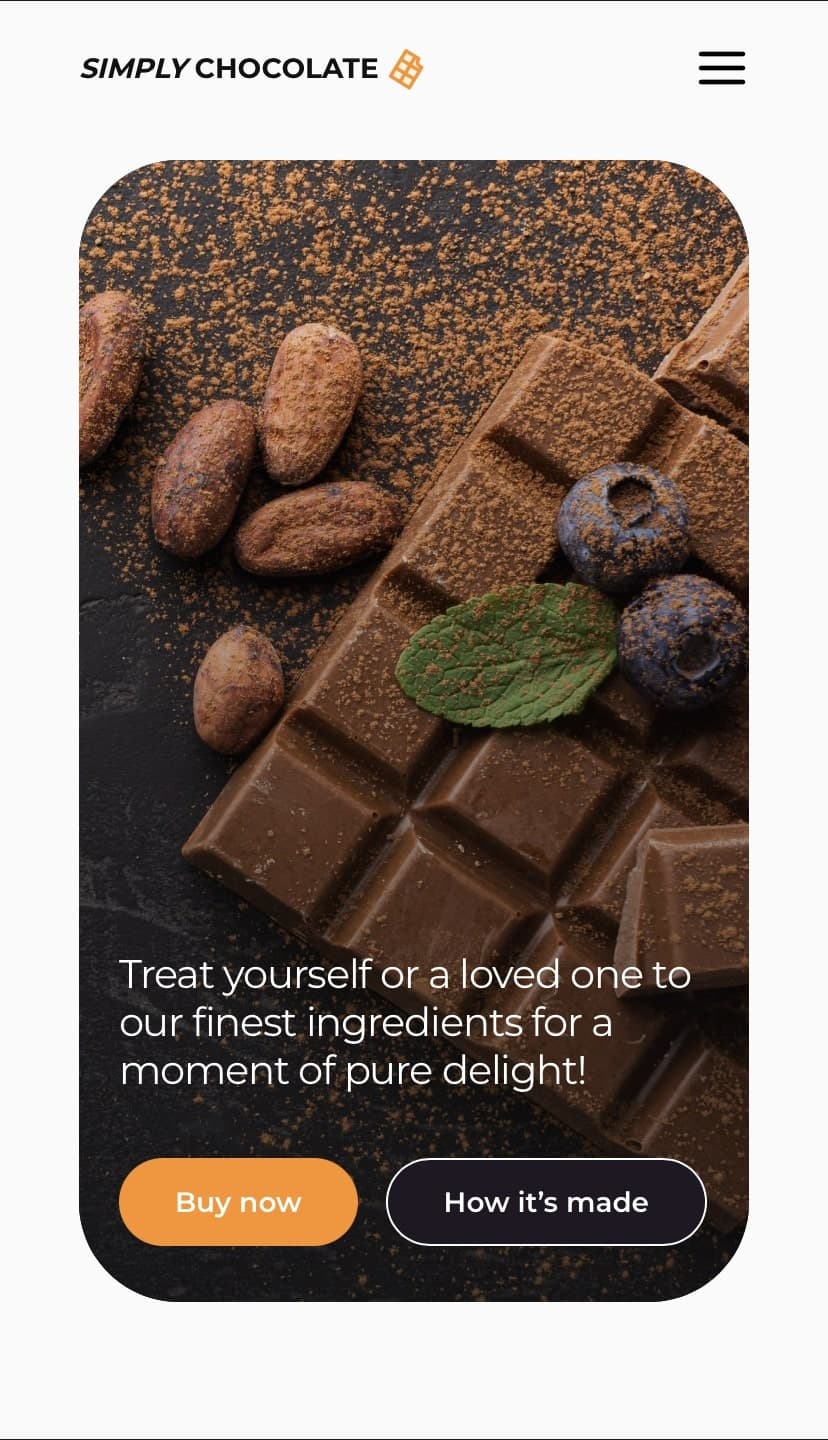 SIMPLY CHOCOLATE
Treat yourself or a loved one to
our finest ingredients for a
moment of pure delight!
Buy now
How it’s made